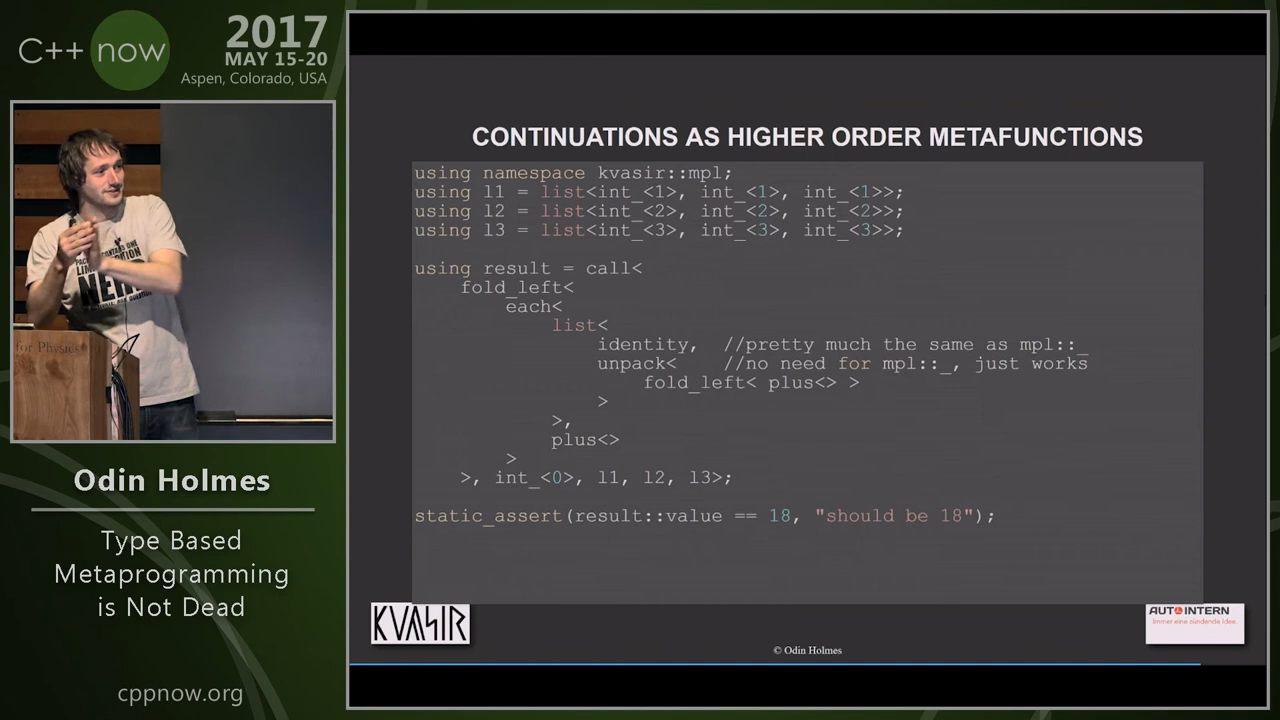 C++ now
2017
MAY 15-20
Aspen, Colorado, USA
NERD
for Physics
Odin Holmes
Type Based
Metaprogramming
is Not Dead
cppnow.org
CONTINUATIONS AS HIGHER ORDER METAFUNCTIONS
using namespace kvasir::mpl;
using l1 = list<int_<1>, int_<1>, int_<1>>;
using l2 = list<int_<2>, int_<2>, int_<2>>;
using l3 = list<int_<3>, int_<3>, int_<3>>;
using result = call<
fold_left<
each<
list<
identity, //pretty much the same as mpl::_
unpack< //no need for mpl::_, just works
fold_left< plus<> >
>
>,
plus<>
>
>, int_<0>, l1, l2, l3>;
static_assert(result::value == 18, "should be 18");
KVASIR
AUTOINTERN
Immer eine zündende Idee.
© Odin Holmes